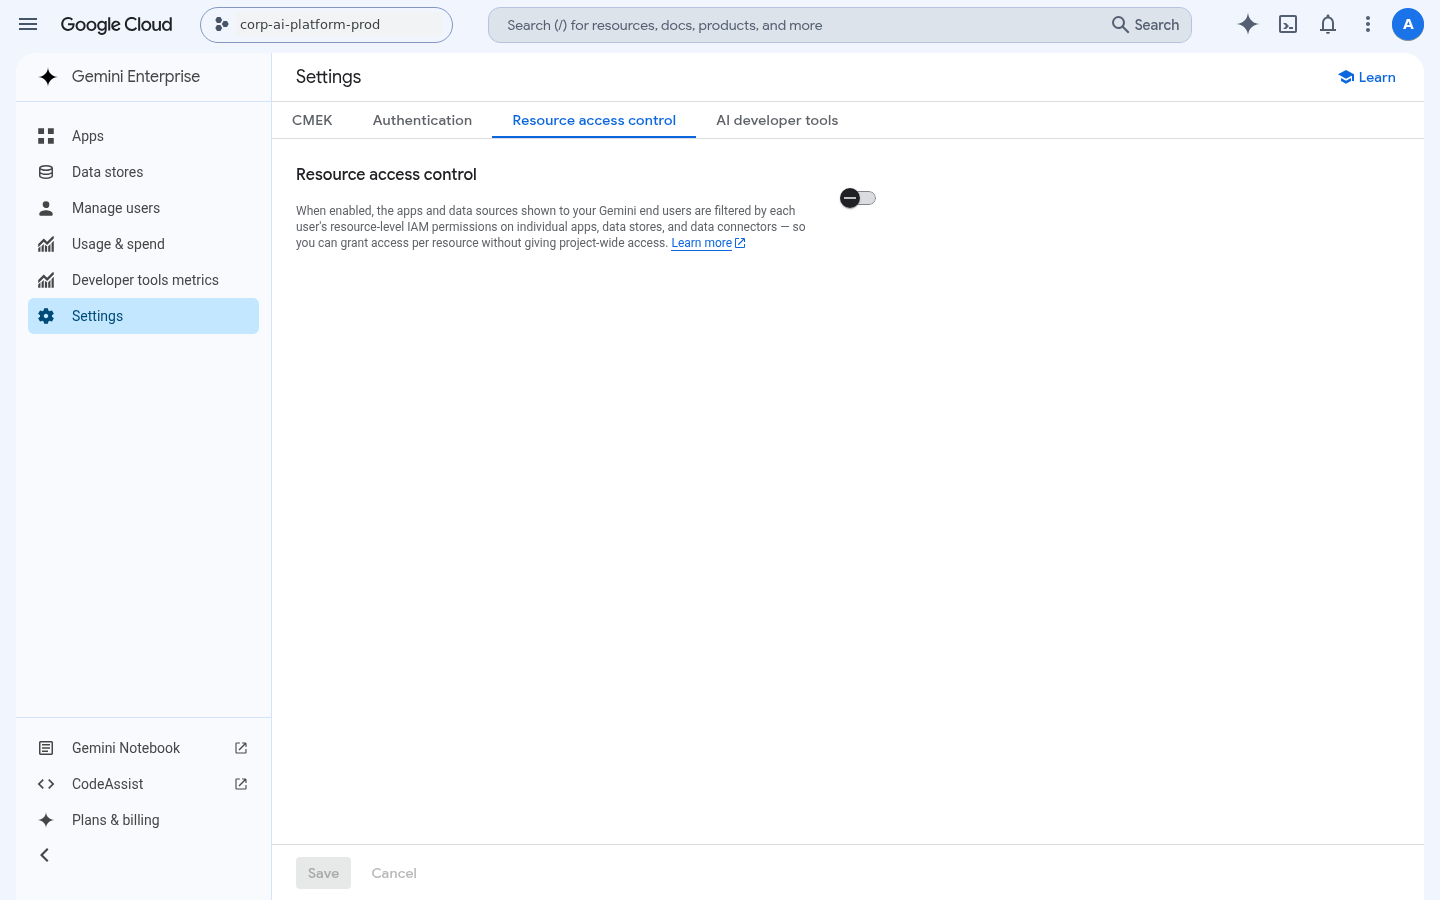 Google Cloud
corp-ai-platform-prod
Search (/) for resources, docs, products, and more
Search
A
Gemini Enterprise
Apps
Data stores
Manage users
Usage & spend
Developer tools metrics
Settings
Gemini Notebook
CodeAssist
Plans & billing
Settings
Learn
CMEK
Authentication
Resource access control
AI developer tools
Resource access control
When enabled, the apps and data sources shown to your Gemini end users are filtered by each
user's resource-level IAM permissions on individual apps, data stores, and data connectors — so
you can grant access per resource without giving project-wide access. Learn more
Save
Cancel